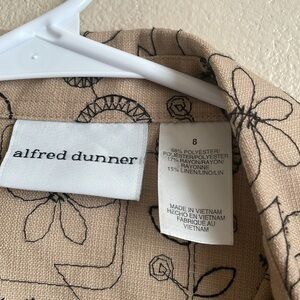 alfred dunner
8
68% POLYESTER/
POLIESTER/POLYESTER
17% RAYON/RAYON/
RAYONNE
15% LINEN/LINO/LIN
MADE IN VIETNAM
HECHO EN VIETNAM
FABRIQUE AU
VIETNAM